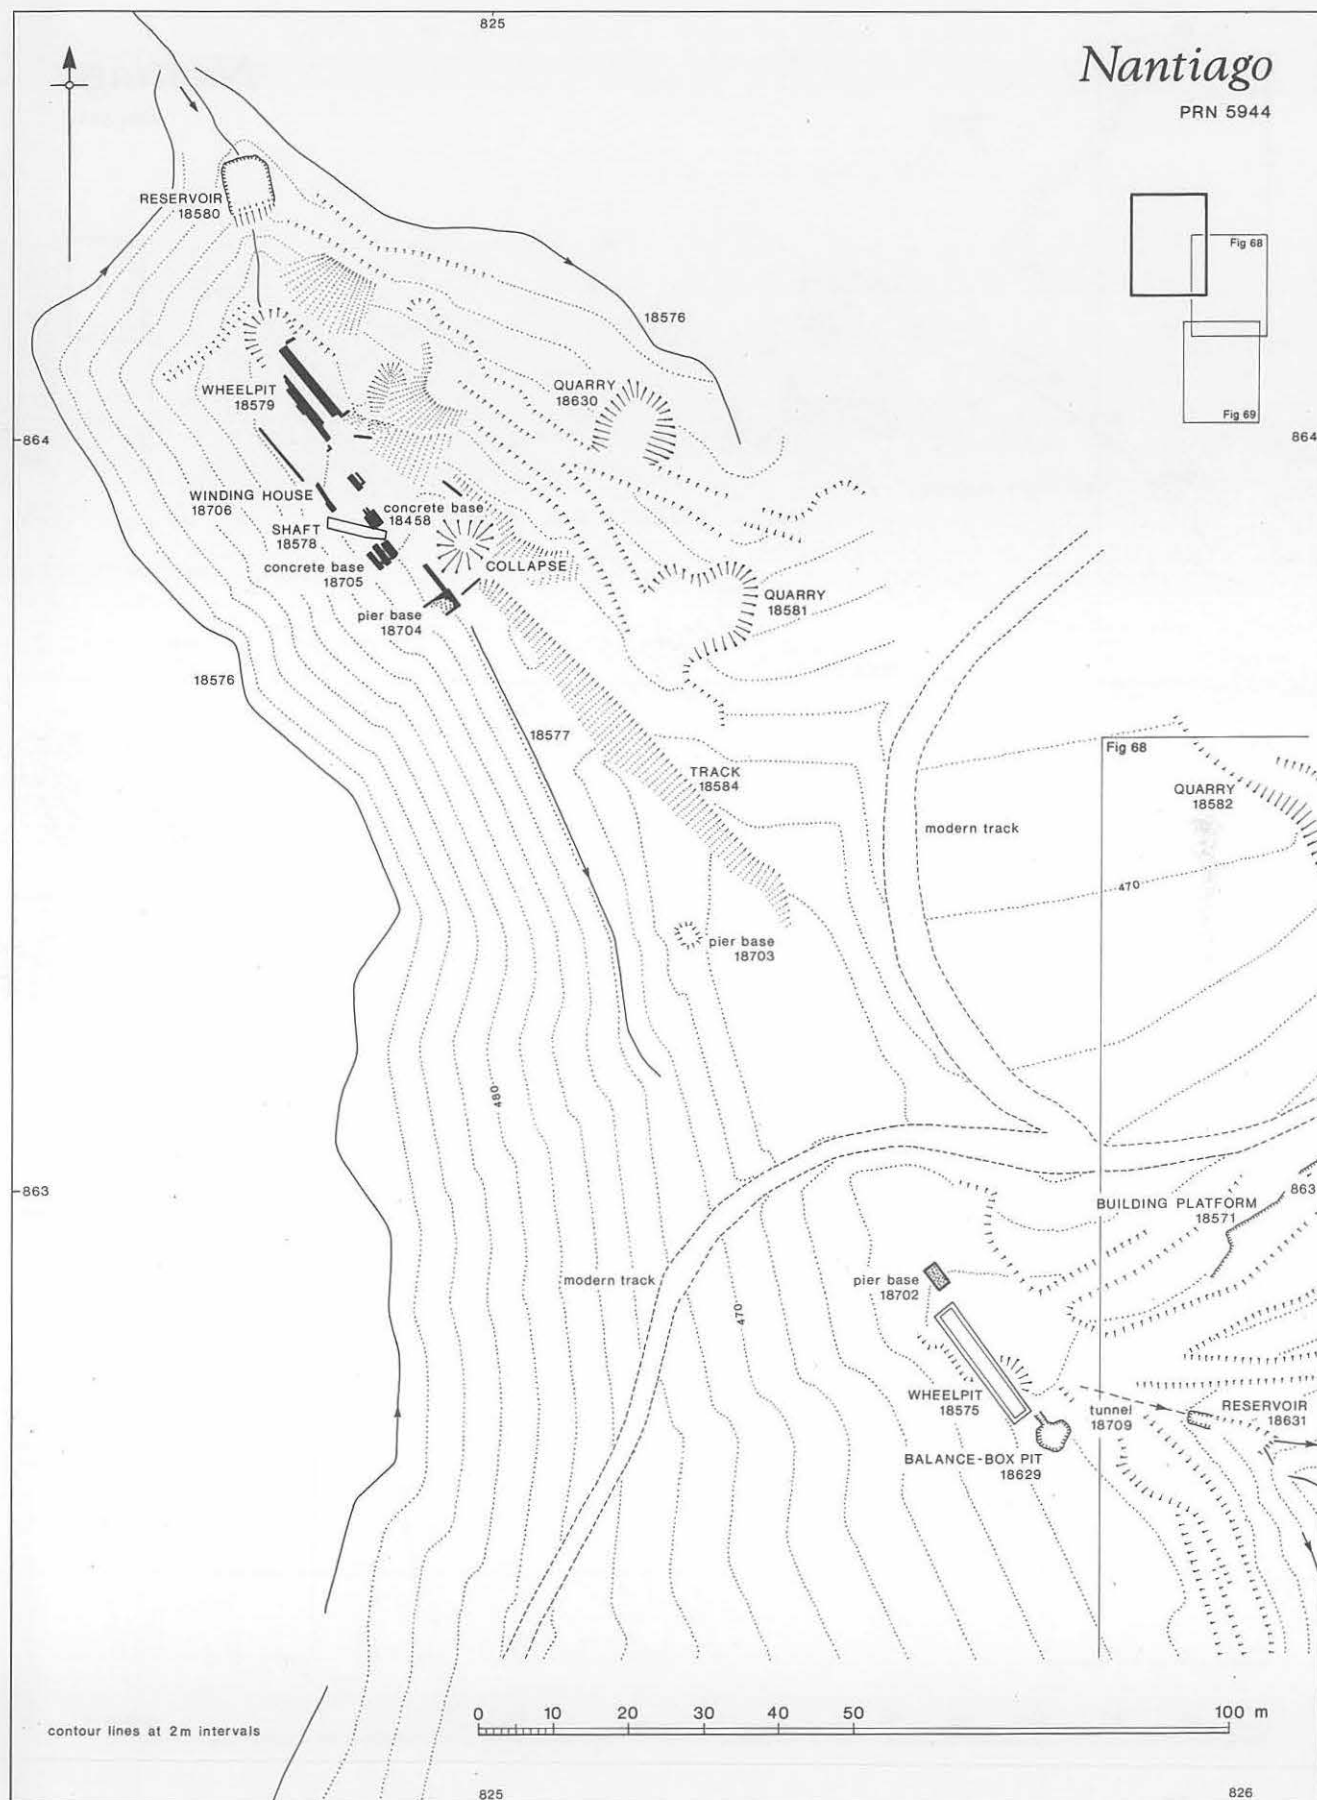 825
Nantiago
PRN 5944
RESERVOIR
18580
Fig 68
18576
WHEELPIT
18579
QUARRY
18630
Fig 69
864
864
WINDING HOUSE
18706
concrete base
18458
SHAFT
18578
COLLAPSE
concrete base
18705
QUARRY
18581
pier base
18704
18576
18577
Fig 68
TRACK
18584
QUARRY
18582
modern track
470
pier base
18703
480
863
863
BUILDING PLATFORM
18571
modern track
pier base
18702
470
WHEELPIT
18575
tunnel
18709
RESERVOIR
18631
BALANCE-BOX PIT
18629
0 10 20 30 40 50 100 m
contour lines at 2m intervals
825
826